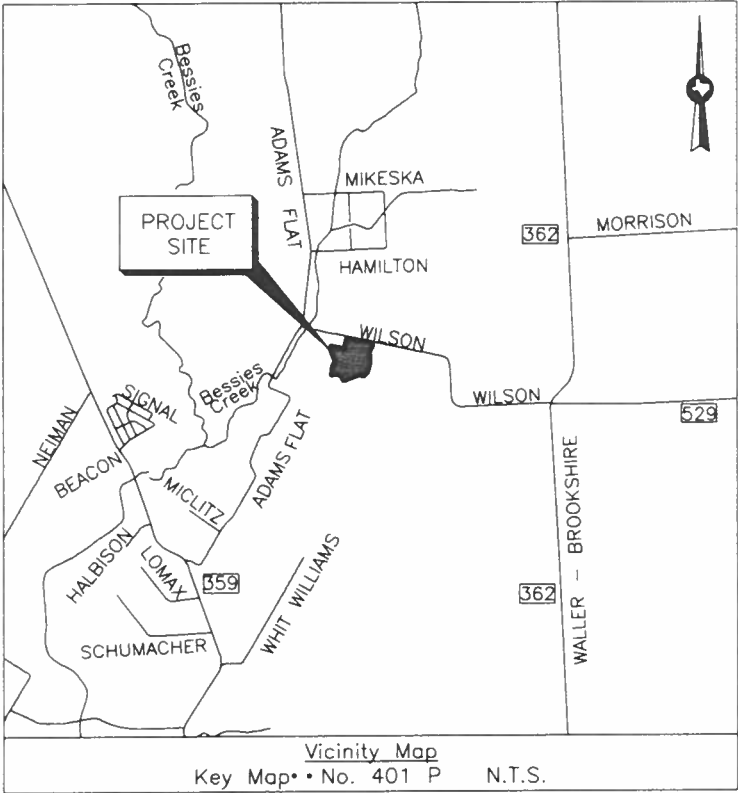 Bessies
Creek
ADAMS FLAT
MIKESKA
PROJECT
SITE
362
MORRISON
HAMILTON
WILSON
Bessies
Creek
SIGNAL
WILSON
529
NEIMAN
BEACON
ADAMS FLAT
MICLITZ
WALLER - BROOKSHIRE
HALBISON
LOMAX
359
WHIT WILLIAMS
362
SCHUMACHER
Vicinity Map
Key Map•• No. 401 P N.T.S.